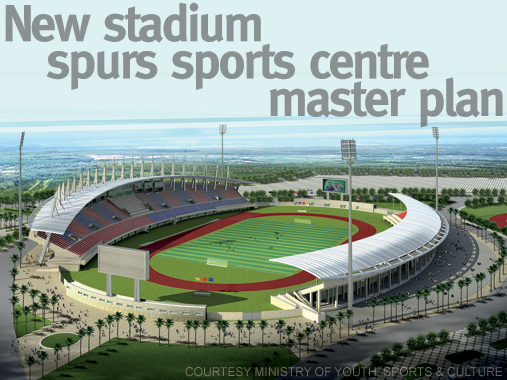 New stadium
spurs sports centre
master plan
COURTESY MINISTRY OF YOUTH, SPORTS & CULTURE